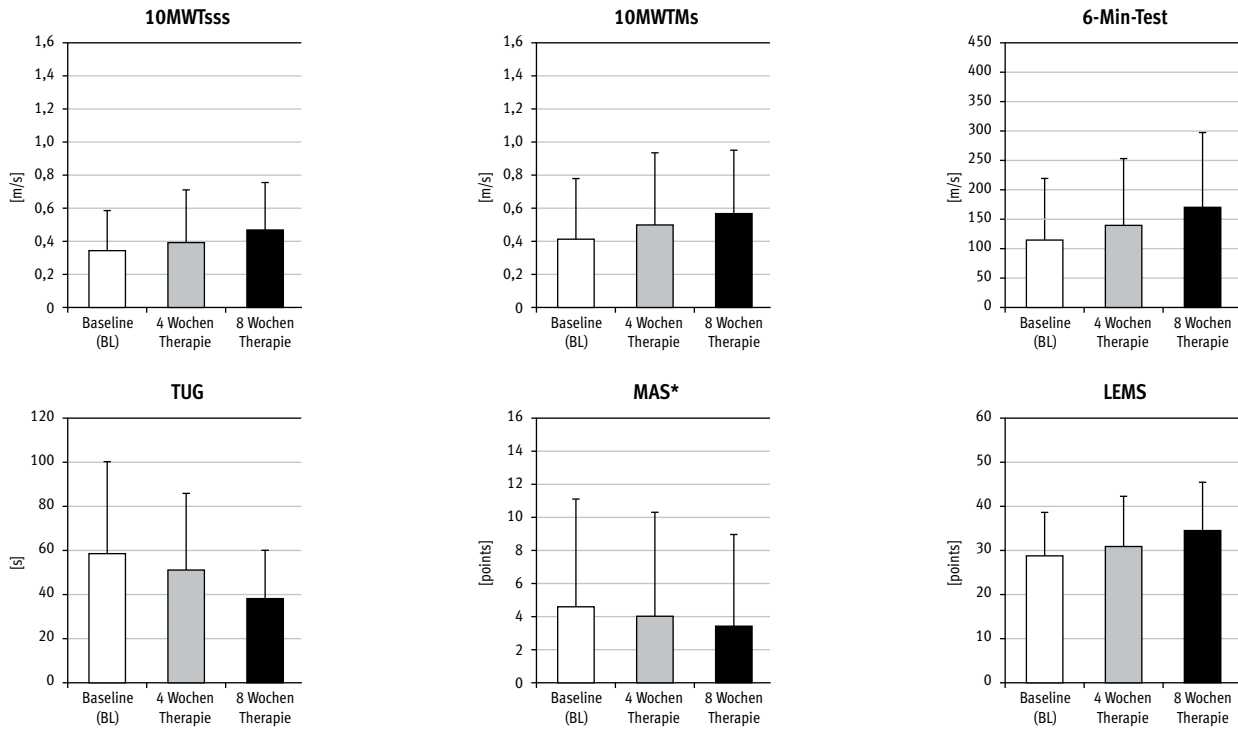 10MWTsss
1,6
1,4
1,2
1,0
0,8
0,6
0,4
0,2
0
[m/s]
Baseline (BL)
4 Wochen Therapie
8 Wochen Therapie
10MWTMs
1,6
1,4
1,2
1,0
0,8
0,6
0,4
0,2
0
[m/s]
Baseline (BL)
4 Wochen Therapie
8 Wochen Therapie
6-Min-Test
450
400
350
300
250
200
150
100
50
0
[m/s]
Baseline (BL)
4 Wochen Therapie
8 Wochen Therapie
TUG
120
100
80
60
40
20
0
[s]
Baseline (BL)
4 Wochen Therapie
8 Wochen Therapie
MAS*
16
14
12
10
8
6
4
2
0
[points]
Baseline (BL)
4 Wochen Therapie
8 Wochen Therapie
LEMS
60
50
40
30
20
10
0
[points]
Baseline (BL)
4 Wochen Therapie
8 Wochen Therapie